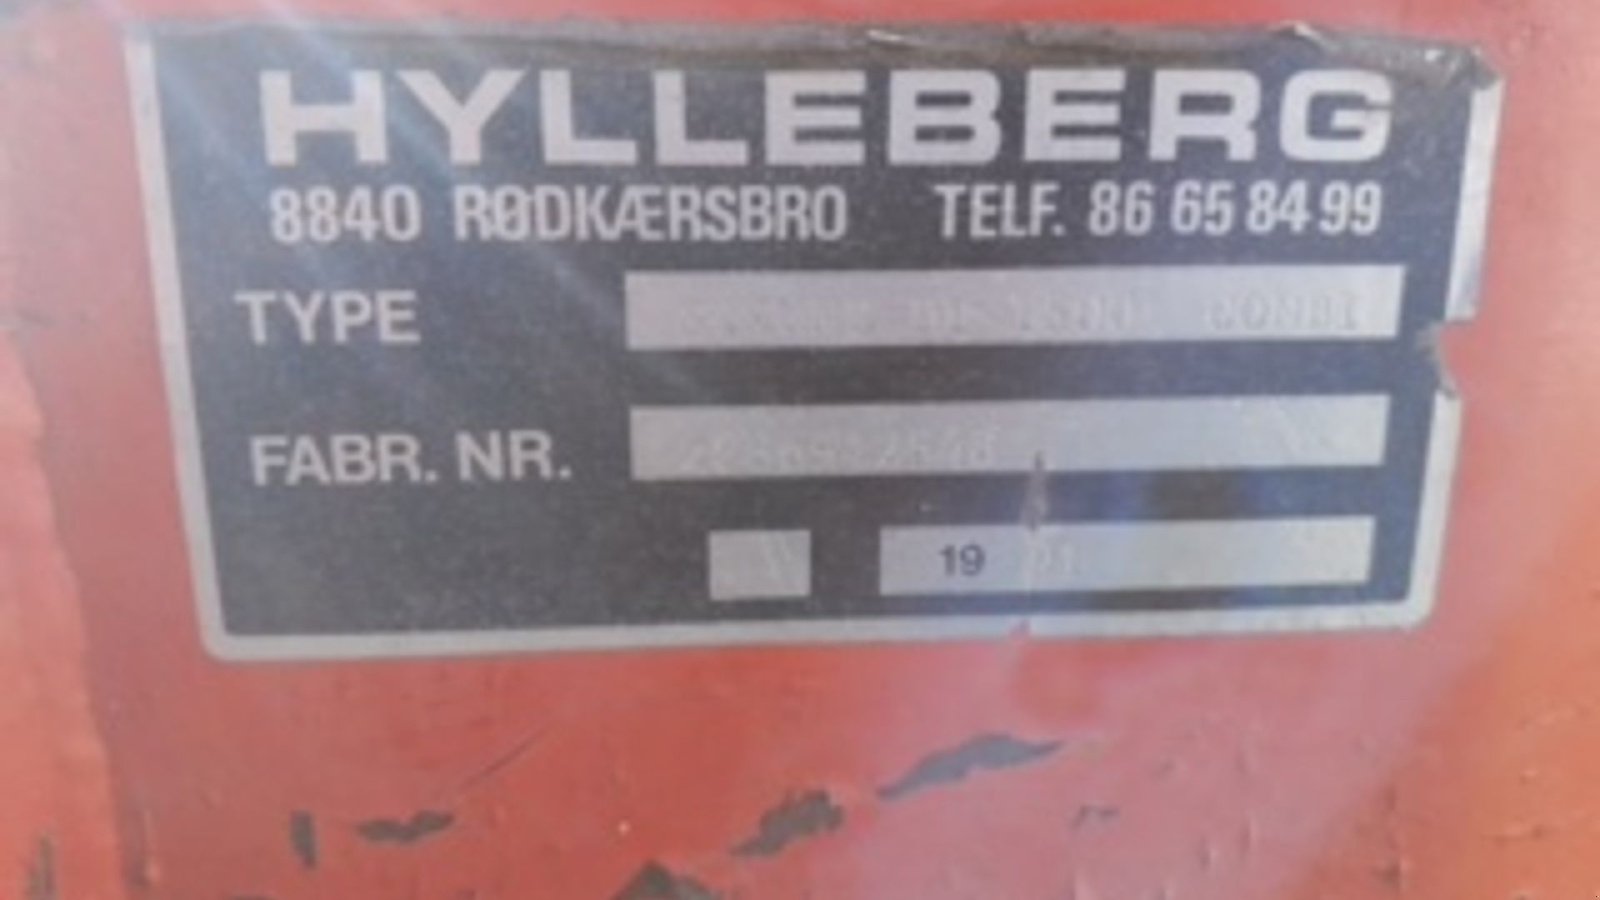 HYLLEBERG
8840 RØDKÆRSBRO TELF. 86 65 84 99
TYPE
FABR. NR.
19